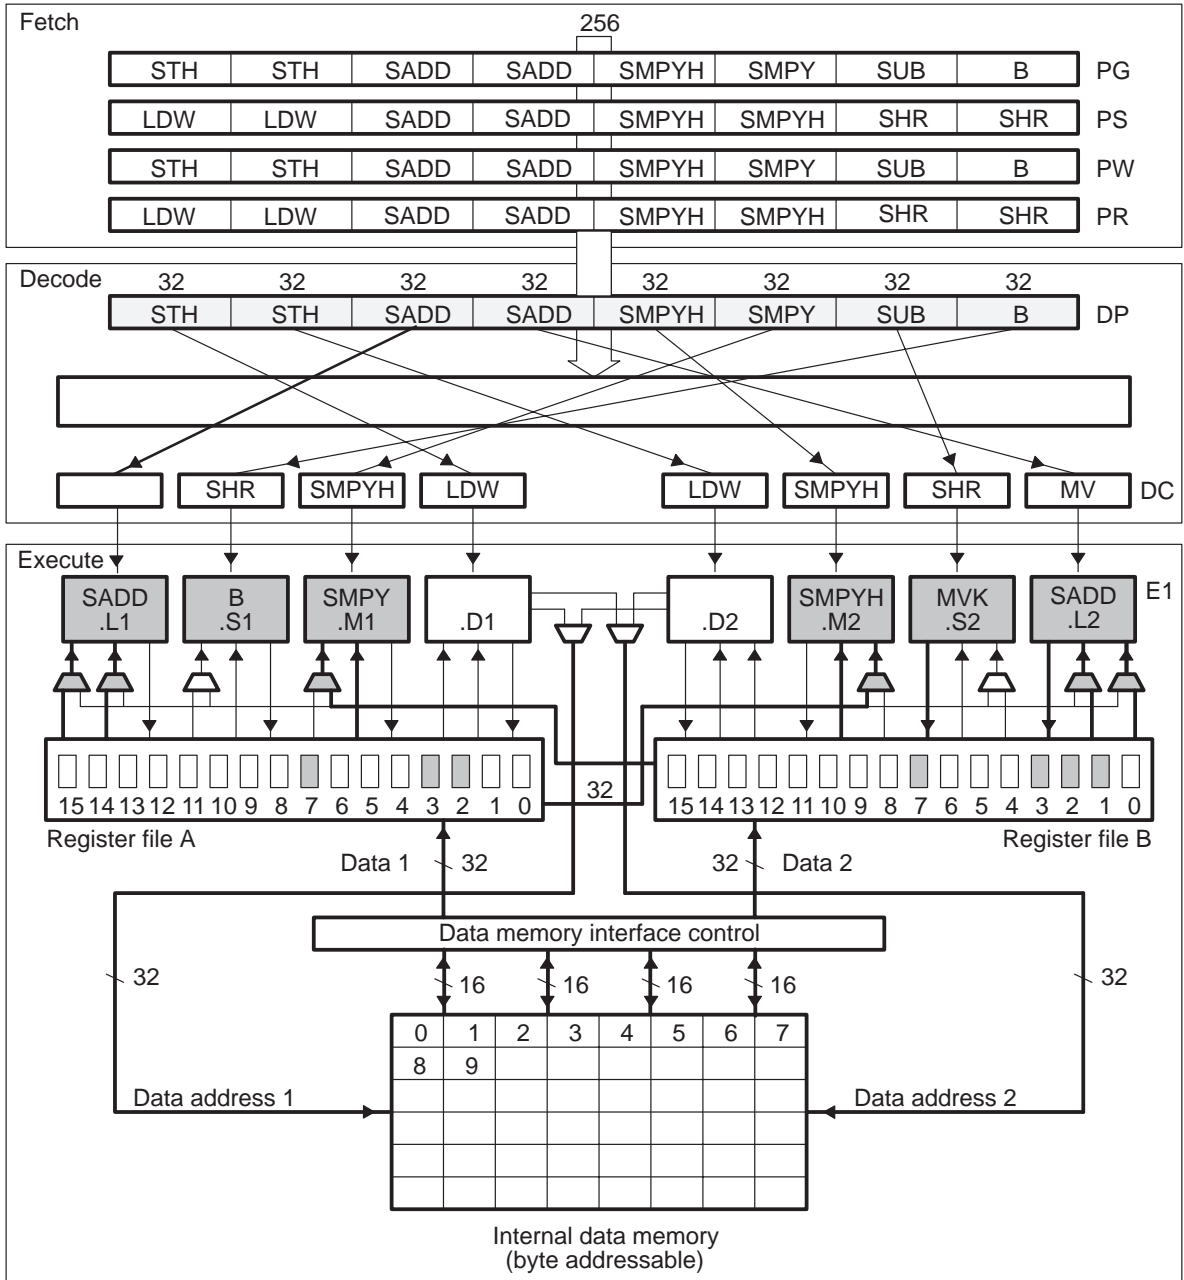 Fetch
256
STH STH SADD SADD SMPYH SMPY SUB B PG
LDW LDW SADD SADD SMPYH SMPYH SHR SHR PS
STH STH SADD SADD SMPYH SMPY SUB B PW
LDW LDW SADD SADD SMPYH SMPYH SHR SHR PR
Decode
32 32 32 32 32 32 32 32
STH STH SADD SADD SMPYH SMPY SUB B DP
SHR SMPYH LDW LDW SMPYH SHR MV DC
Execute
SADD B SMPY SMPYH MVK SADD E1
.L1 .S1 .M1 .D1 .D2 .M2 .S2 .L2
15 14 13 12 11 10 9 8 7 6 5 4 3 2 1 0
32
15 14 13 12 11 10 9 8 7 6 5 4 3 2 1 0
Register file A
Register file B
Data 1 32
32 Data 2
Data memory interface control
32 16 16 16 16 32
0 1 2 3 4 5 6 7
8 9
Data address 1
Data address 2
Internal data memory
(byte addressable)